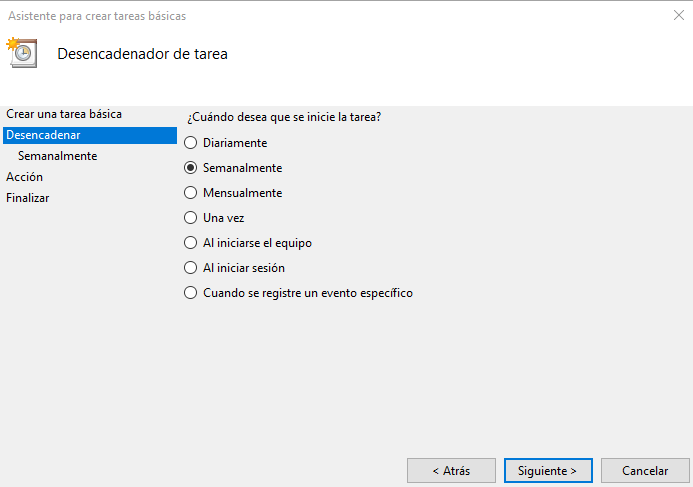 Asistente para crear tareas básicas
Desencadenador de tarea
Crear una tarea básica
Desencadenar
Semanalmente
Acción
Finalizar
¿Cuándo desea que se inicie la tarea?
Diariamente
Semanalmente
Mensualmente
Una vez
Al iniciarse el equipo
Al iniciar sesión
Cuando se registre un evento específico
< Atrás
Siguiente >
Cancelar